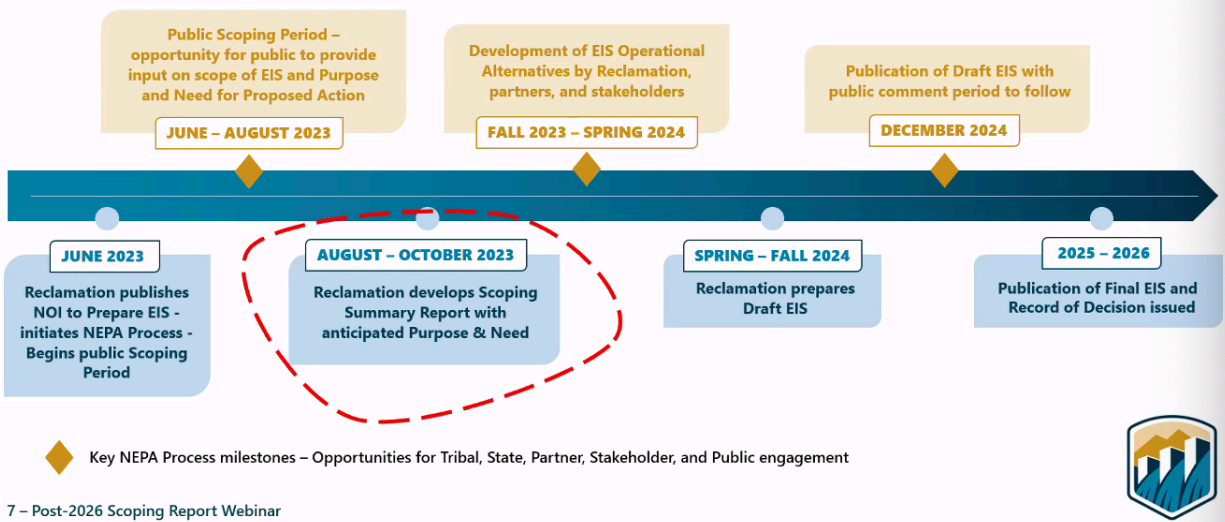 Public Scoping Period –
opportunity for public to provide
input on scope of EIS and Purpose
and Need for Proposed Action
JUNE – AUGUST 2023
Development of EIS Operational
Alternatives by Reclamation,
partners, and stakeholders
FALL 2023 – SPRING 2024
Publication of Draft EIS with
public comment period to follow
DECEMBER 2024
JUNE 2023
Reclamation publishes
NOI to Prepare EIS -
initiates NEPA Process -
Begins public Scoping
Period
AUGUST – OCTOBER 2023
Reclamation develops Scoping
Summary Report with
anticipated Purpose & Need
SPRING – FALL 2024
Reclamation prepares
Draft EIS
2025 – 2026
Publication of Final EIS and
Record of Decision issued
Key NEPA Process milestones – Opportunities for Tribal, State, Partner, Stakeholder, and Public engagement
7 – Post-2026 Scoping Report Webinar